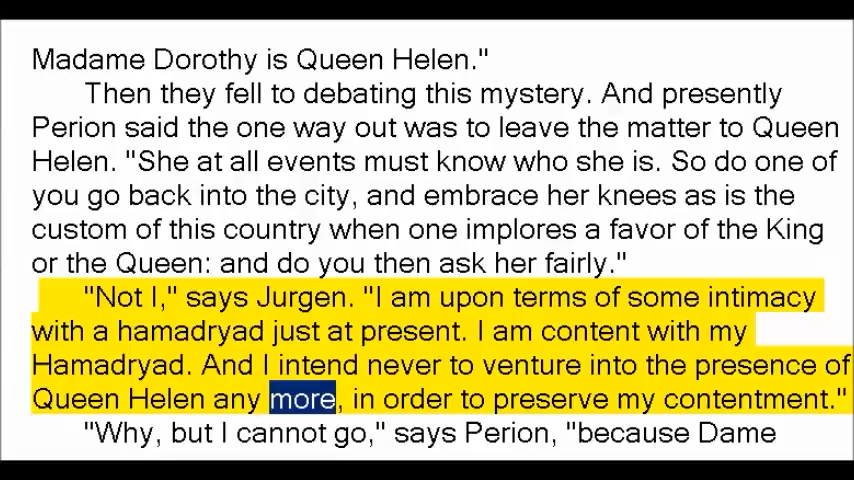 Madame Dorothy is Queen Helen."
Then they fell to debating this mystery. And presently
Perion said the one way out was to leave the matter to Queen
Helen. "She at all events must know who she is. So do one of
you go back into the city, and embrace her knees as is the
custom of this country when one implores a favor of the King
or the Queen: and do you then ask her fairly."
"Not I," says Jurgen. "I am upon terms of some intimacy
with a hamadryad just at present. I am content with my
Hamadryad. And I intend never to venture into the presence of
Queen Helen any more, in order to preserve my contentment."
"Why, but I cannot go," says Perion, "because Dame